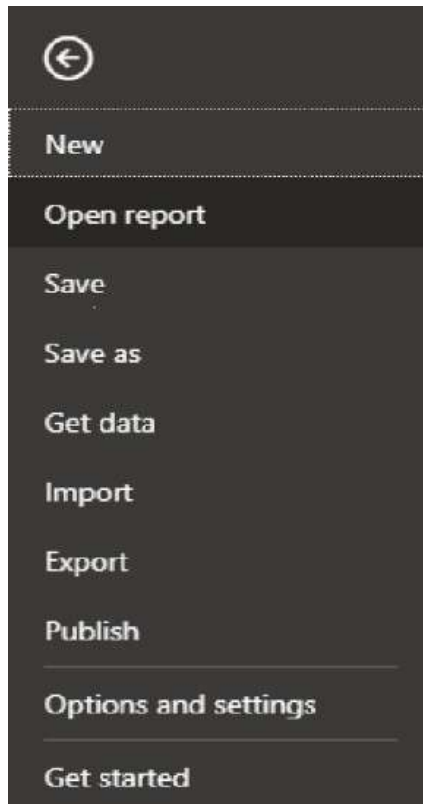 New
Open report
Save
Save as
Get data
Import
Export
Publish
Options and settings
Get started